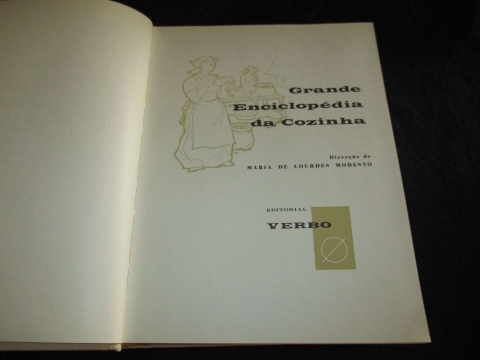 Grande
Enciclopédia
da Cozinha
Direcção de
MARIA DE LOURDES MODESTO
EDITORIAL
VERBO